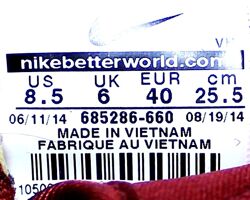 nikebetterworld.com
US UK EUR cm
8.5 6 40 25.5
06/11/14 685286-660 08/19/14
MADE IN VIETNAM
FABRIQUE AU VIETNAM